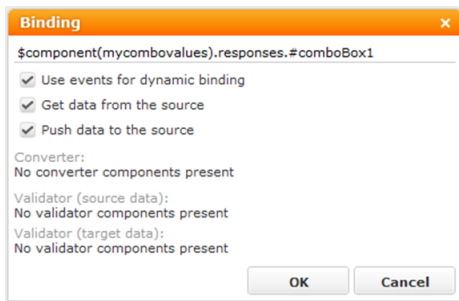 Binding
$component(mycombovalues).responses.#comboBox1
Use events for dynamic binding
Get data from the source
Push data to the source
Converter:
No converter components present
Validator (source data):
No validator components present
Validator (target data):
No validator components present
OK Cancel